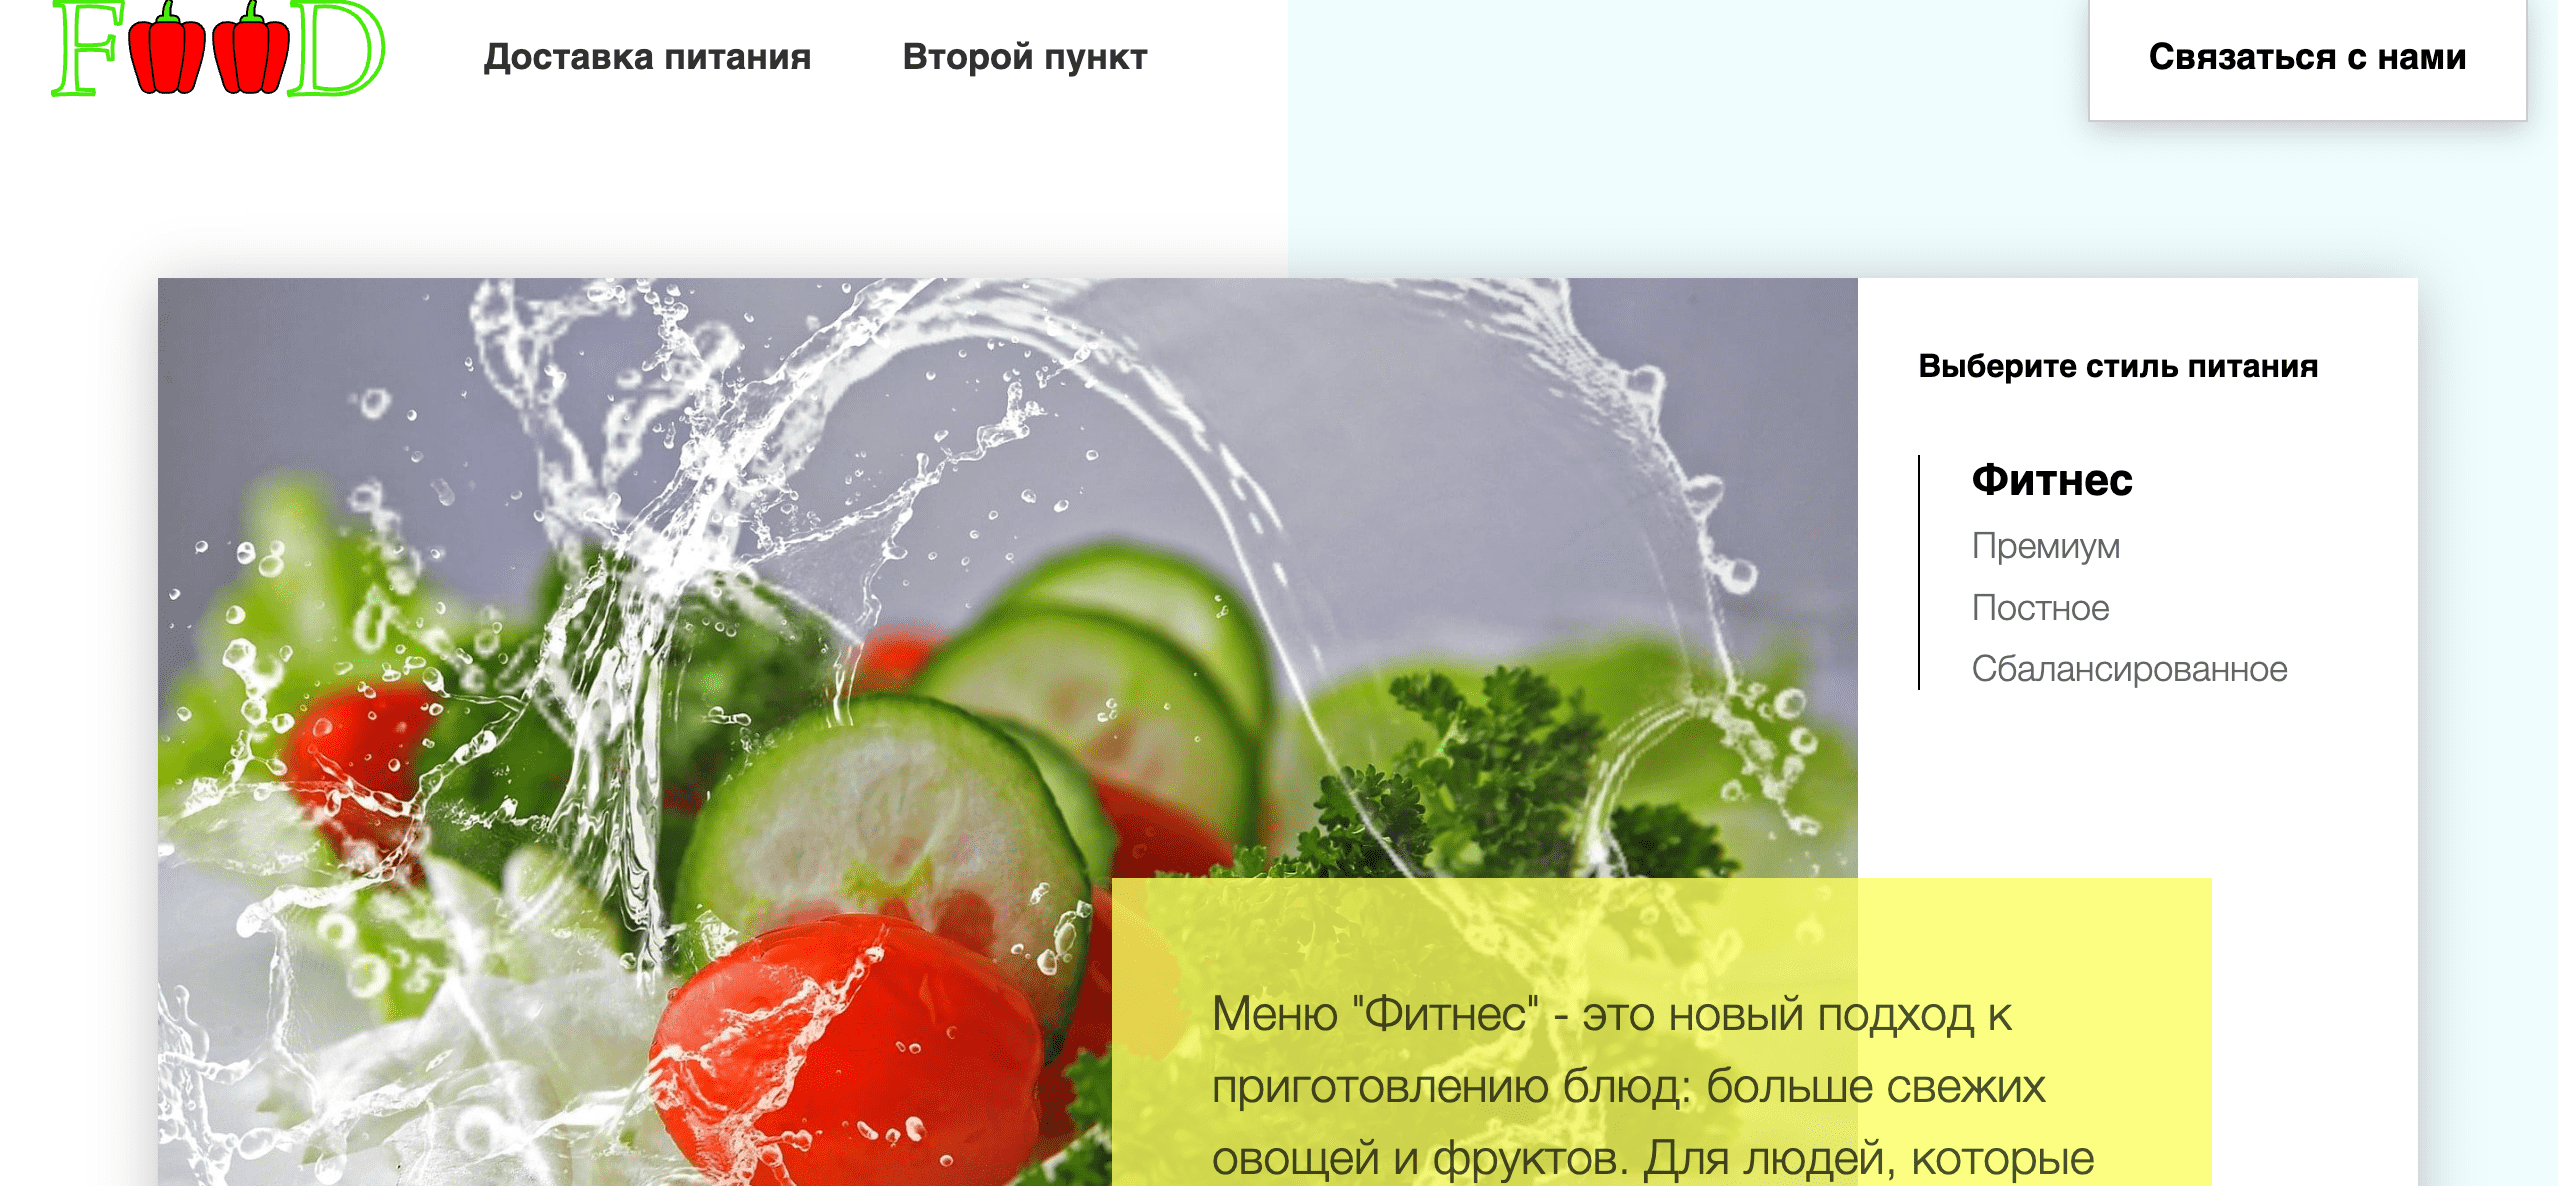 FOOD
Доставка питания
Второй пункт
Связаться с нами
Выберите стиль питания
Фитнес
Премиум
Постное
Сбалансированное
Меню "Фитнес" - это новый подход к
приготовлению блюд: больше свежих
овощей и фруктов. Для людей, которые